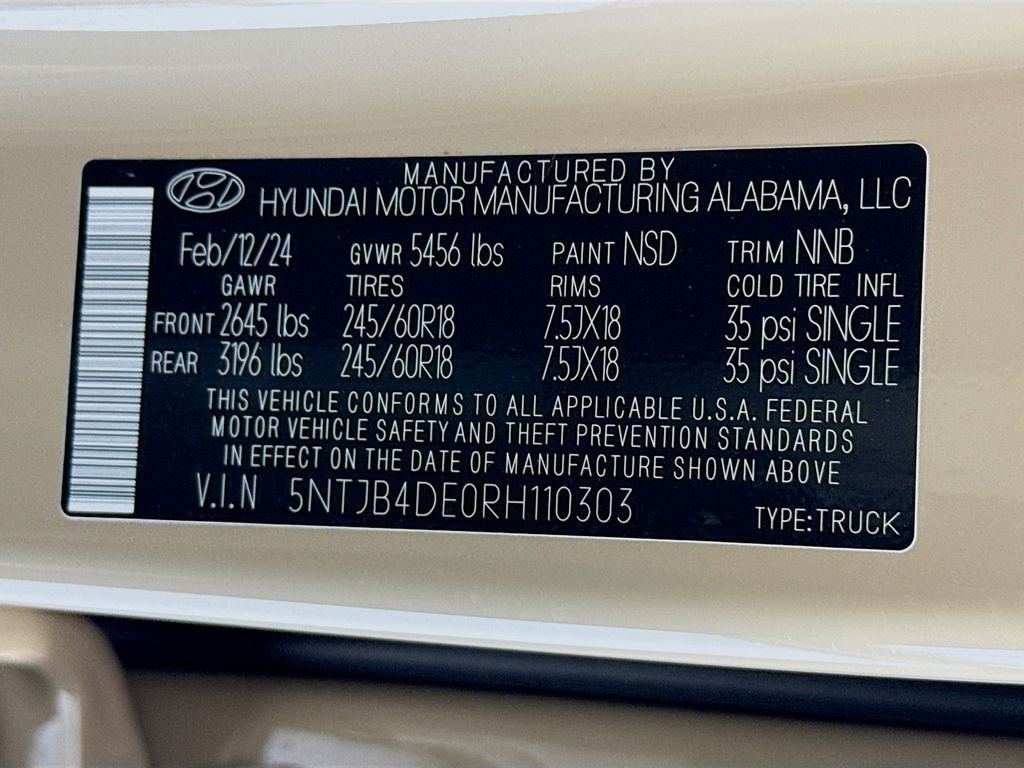 MANUFACTURED BY
HYUNDAI MOTOR MANUFACTURING ALABAMA, LLC
Feb/12/24 GVWR 5456 lbs PAINT NSD TRIM NNB
GAWR TIRES RIMS COLD TIRE INFL
FRONT 2645 lbs 245/60R18 7.5JX18 35 psi SINGLE
REAR 3196 lbs 245/60R18 7.5JX18 35 psi SINGLE
THIS VEHICLE CONFORMS TO ALL APPLICABLE U.S.A. FEDERAL
MOTOR VEHICLE SAFETY AND THEFT PREVENTION STANDARDS
IN EFFECT ON THE DATE OF MANUFACTURE SHOWN ABOVE
V.I.N 5NTJB4DE0RH110303 TYPE:TRUCK